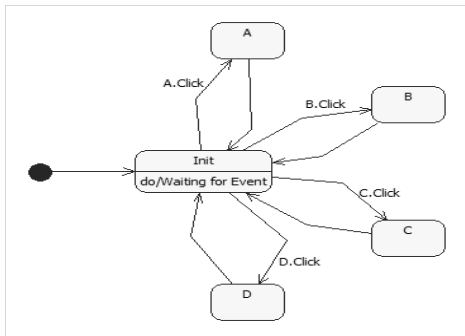 A
A.Click
B
B.Click
Init
do/Waiting for Event
C.Click
C
D.Click
D